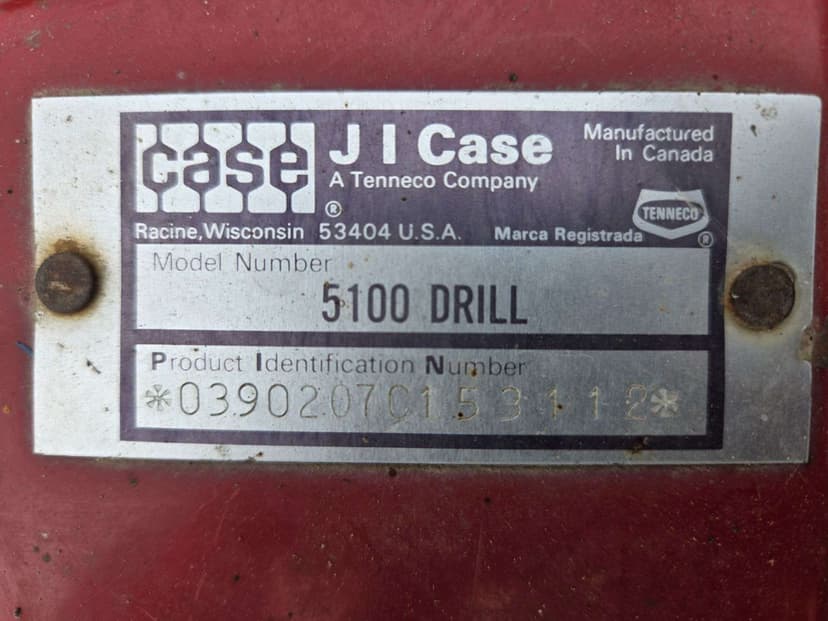 case
®
J I Case
A Tenneco Company
Manufactured
In Canada
TENNECO
®
Racine, Wisconsin 53404 U.S.A.
Marca Registrada
Model Number
5100 DRILL
Product Identification Number
*0390207C153112*